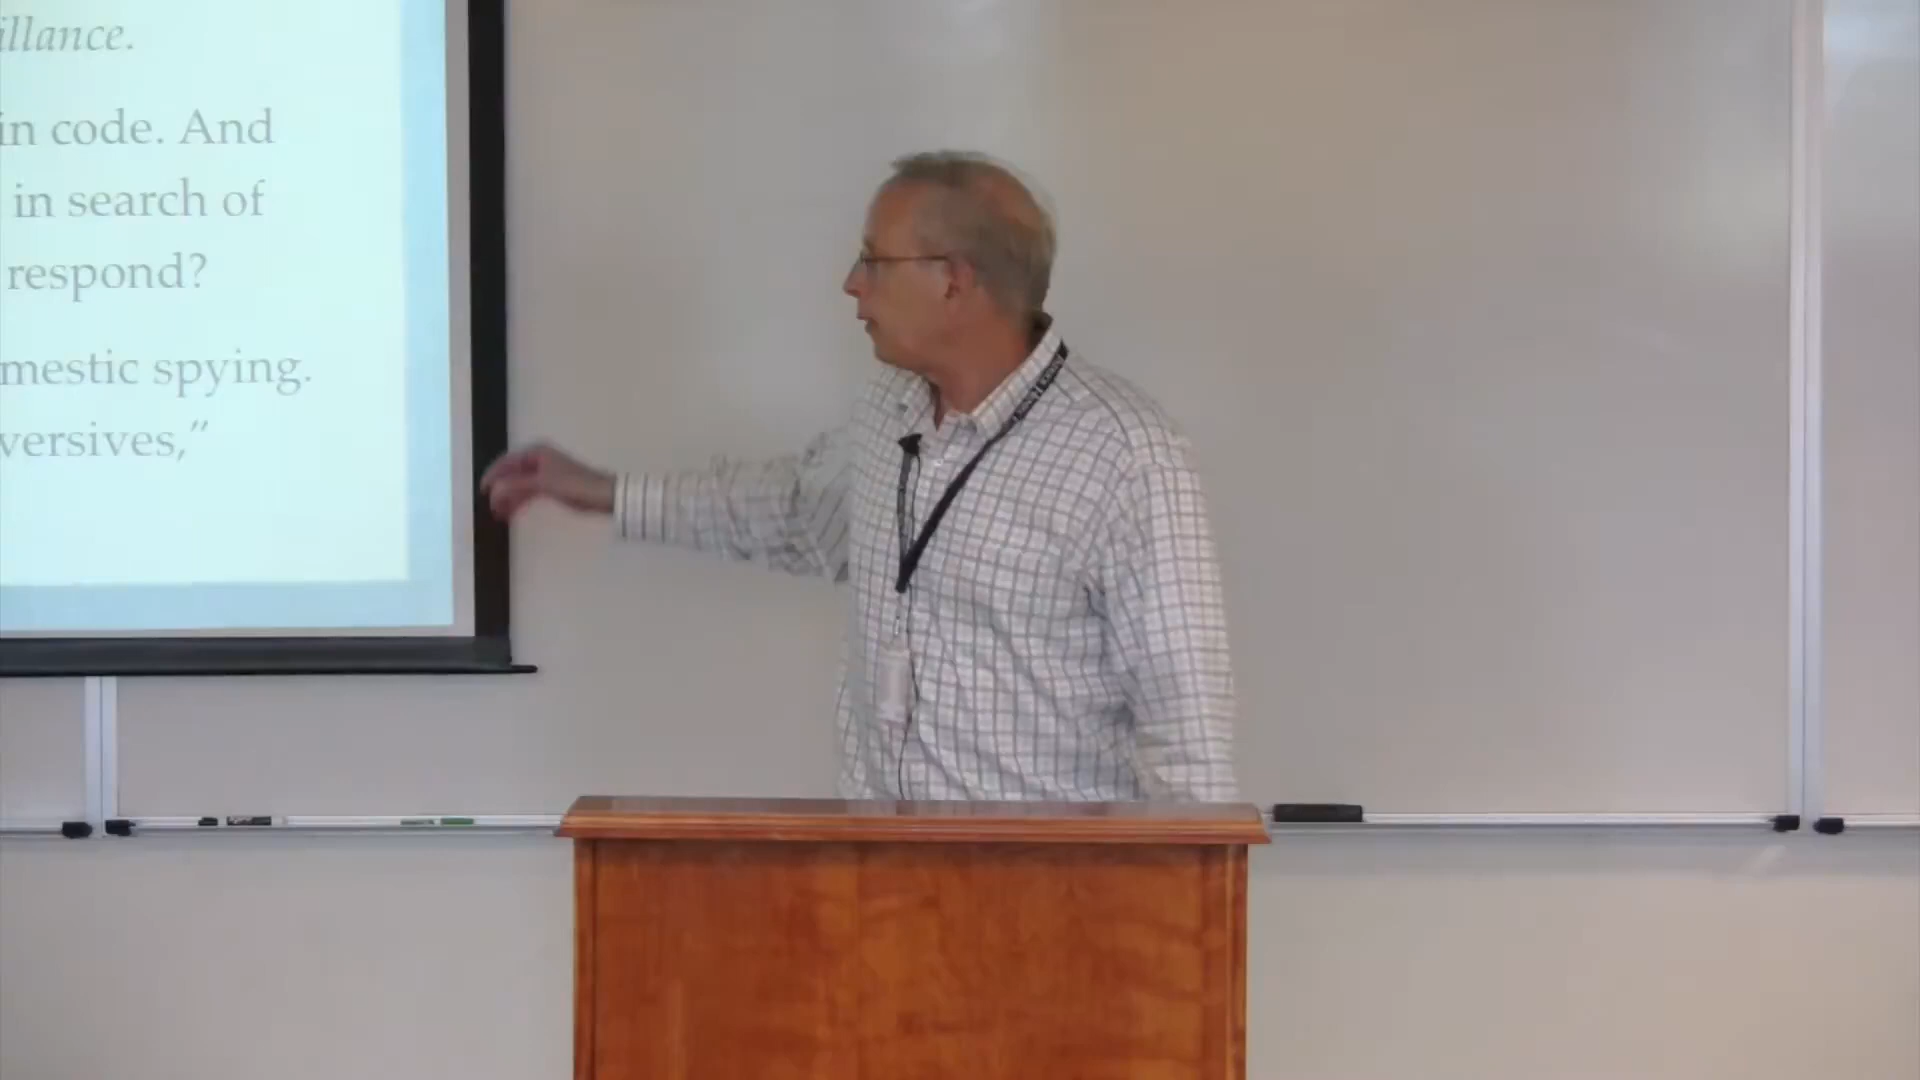 illance.
in code. And
in search of
respond?
mestic spying.
versives,”